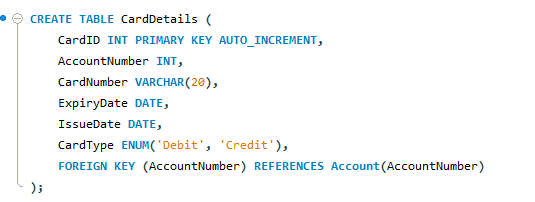 CREATE TABLE CardDetails (
CardID INT PRIMARY KEY AUTO_INCREMENT,
AccountNumber INT,
CardNumber VARCHAR(20),
ExpiryDate DATE,
IssueDate DATE,
CardType ENUM('Debit', 'Credit'),
FOREIGN KEY (AccountNumber) REFERENCES Account(AccountNumber)
);